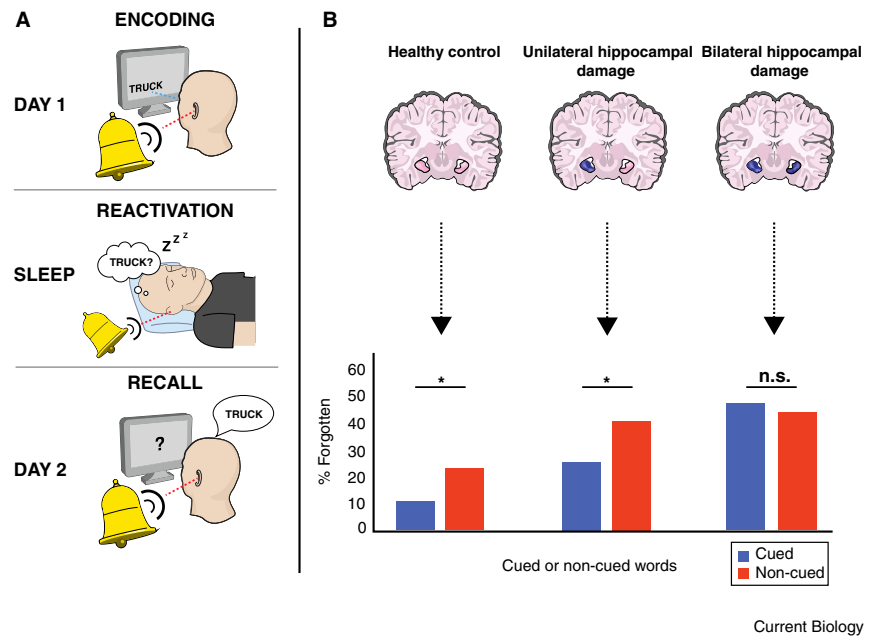 A
ENCODING
DAY 1
TRUCK
REACTIVATION
SLEEP
TRUCK?
Z Z Z
RECALL
DAY 2
?
TRUCK
B
Healthy control
Unilateral hippocampal
damage
Bilateral hippocampal
damage
% Forgotten
60
50
40
30
20
10
0
*
*
n.s.
Cued or non-cued words
Cued
Non-cued
Current Biology